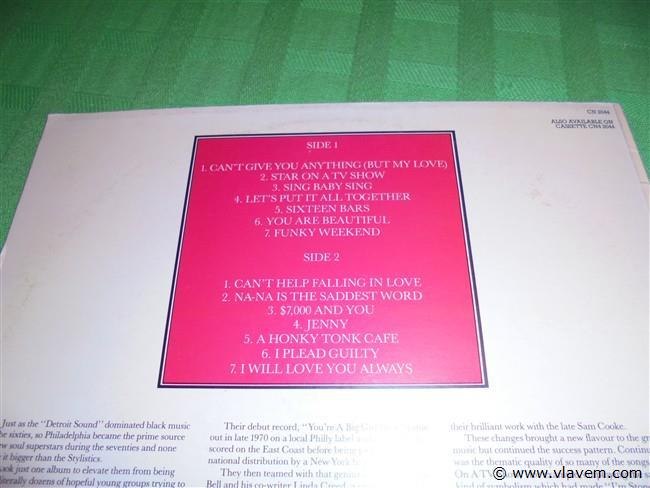 CN 2044
ALSO AVAILABLE ON
CASSETTE CN4 2044
SIDE 1
1. CAN'T GIVE YOU ANYTHING (BUT MY LOVE)
2. STAR ON A TV SHOW
3. SING BABY SING
4. LET'S PUT IT ALL TOGETHER
5. SIXTEEN BARS
6. YOU ARE BEAUTIFUL
7. FUNKY WEEKEND
SIDE 2
1. CAN'T HELP FALLING IN LOVE
2. NA-NA IS THE SADDEST WORD
3. $7,000 AND YOU
4. JENNY
5. A HONKY TONK CAFE
6. I PLEAD GUILTY
7. I WILL LOVE YOU ALWAYS
Just as the "Detroit Sound" dominated black music
he sixties, so Philadelphia became the prime source
ew soul superstars during the seventies and none
e it bigger than the Stylistics.
ook just one album to elevate them from being
literally dozens of hopeful young groups trying to
Their debut record, "You're A Big
out in late 1970 on a local Philly label
scored on the East Coast before being
national distribution by a New York
They then teamed with that genius
Bell and his co-writer Linda Creed
their brilliant work with the late Sam Cooke.
These changes brought a new flavour to the gr
music but continued the success pattern. Contin
was the thematic quality of so many of the songs
On A TV
kind of symbolism which had made "I'm Stone
© www.vlavem.com